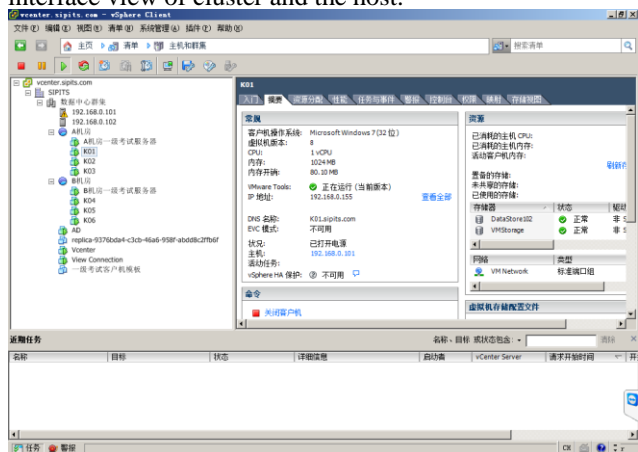 interface view of cluster and the host.
vcenter.sipits.com - vSphere Client
文件(F) 编辑(E) 视图(V) 清单(N) 系统管理(A) 插件(P) 帮助(H)
主页 清单 主机和群集
搜索清单
vcenter.sipits.com
SIPITS
数据中心群集
192.168.0.101
192.168.0.102
A机房
A机房一级考试服务器
K01
K02
K03
B机房
B机房一级考试服务器
K04
K05
K06
AD
replica-9376bda4-c3cb-46a6-958f-abdd8c2ffb6f
Vcenter
View Connection
一级考试客户机模板
K01
入门 摘要 资源分配 性能 任务与事件 警报 控制台 权限 映射 存储视图
常规
客户机操作系统: Microsoft Windows 7 (32 位)
虚拟机版本: 8
CPU: 1 vCPU
内存: 1024 MB
内存开销: 80.10 MB
VMware Tools: 正在运行 (当前版本)
IP 地址: 192.168.0.155 查看全部
DNS 名称: K01.sipits.com
EVC 模式: 不可用
状况: 已打开电源
主机: 192.168.0.101
活动任务:
vSphere HA 保护: 不可用
命令
关闭客户机
资源
已消耗的主机 CPU:
已消耗的主机内存:
活动客户机内存:
刷新存
置备的存储:
未共享的存储:
已使用的存储:
存储器 状态 驱动
DataStore102 正常 非 S
VMStorage 正常 非 S
网络 类型
VM Network 标准端口组
虚拟机存储配置文件
近期任务
名称、目标 或状态包含: 清除
名称 目标 状态 详细信息 启动者 vCenter Server 请求开始时间 开
任务 警报
CH